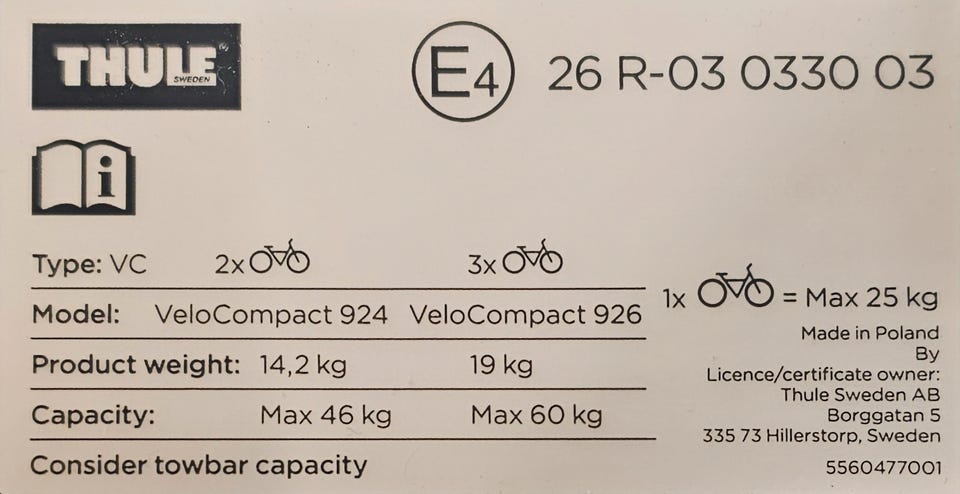 THULE®
SWEDEN
E4 26 R-03 0330 03
i
Type: VC 2x 3x
Model: VeloCompact 924 VeloCompact 926
Product weight: 14,2 kg 19 kg
Capacity: Max 46 kg Max 60 kg
Consider towbar capacity
1x = Max 25 kg
Made in Poland
By
Licence/certificate owner:
Thule Sweden AB
Borggatan 5
335 73 Hillerstorp, Sweden
5560477001